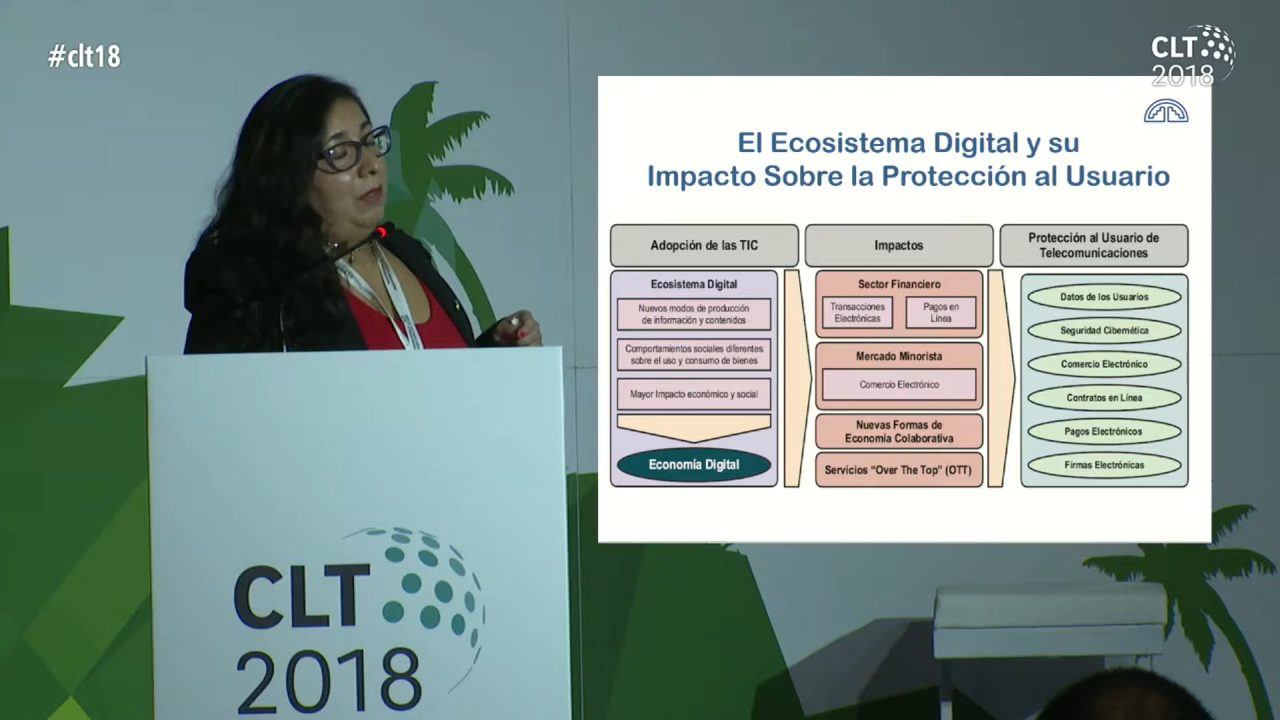 #clt18
CLT
2018
El Ecosistema Digital y su
Impacto Sobre la Protección al Usuario
Adopción de las TIC
Ecosistema Digital
Nuevos modos de producción
de información y contenidos
Comportamientos sociales diferentes
sobre el uso y consumo de bienes
Mayor Impacto económico y social
Economía Digital
Impactos
Sector Financiero
Transacciones
Electrónicas
Pagos en
Línea
Mercado Minorista
Comercio Electrónico
Nuevas Formas de
Economía Colaborativa
Servicios "Over The Top" (OTT)
Protección al Usuario de
Telecomunicaciones
Datos de los Usuarios
Seguridad Cibernética
Comercio Electrónico
Contratos en Línea
Pagos Electrónicos
Firmas Electrónicas
CLT
2018